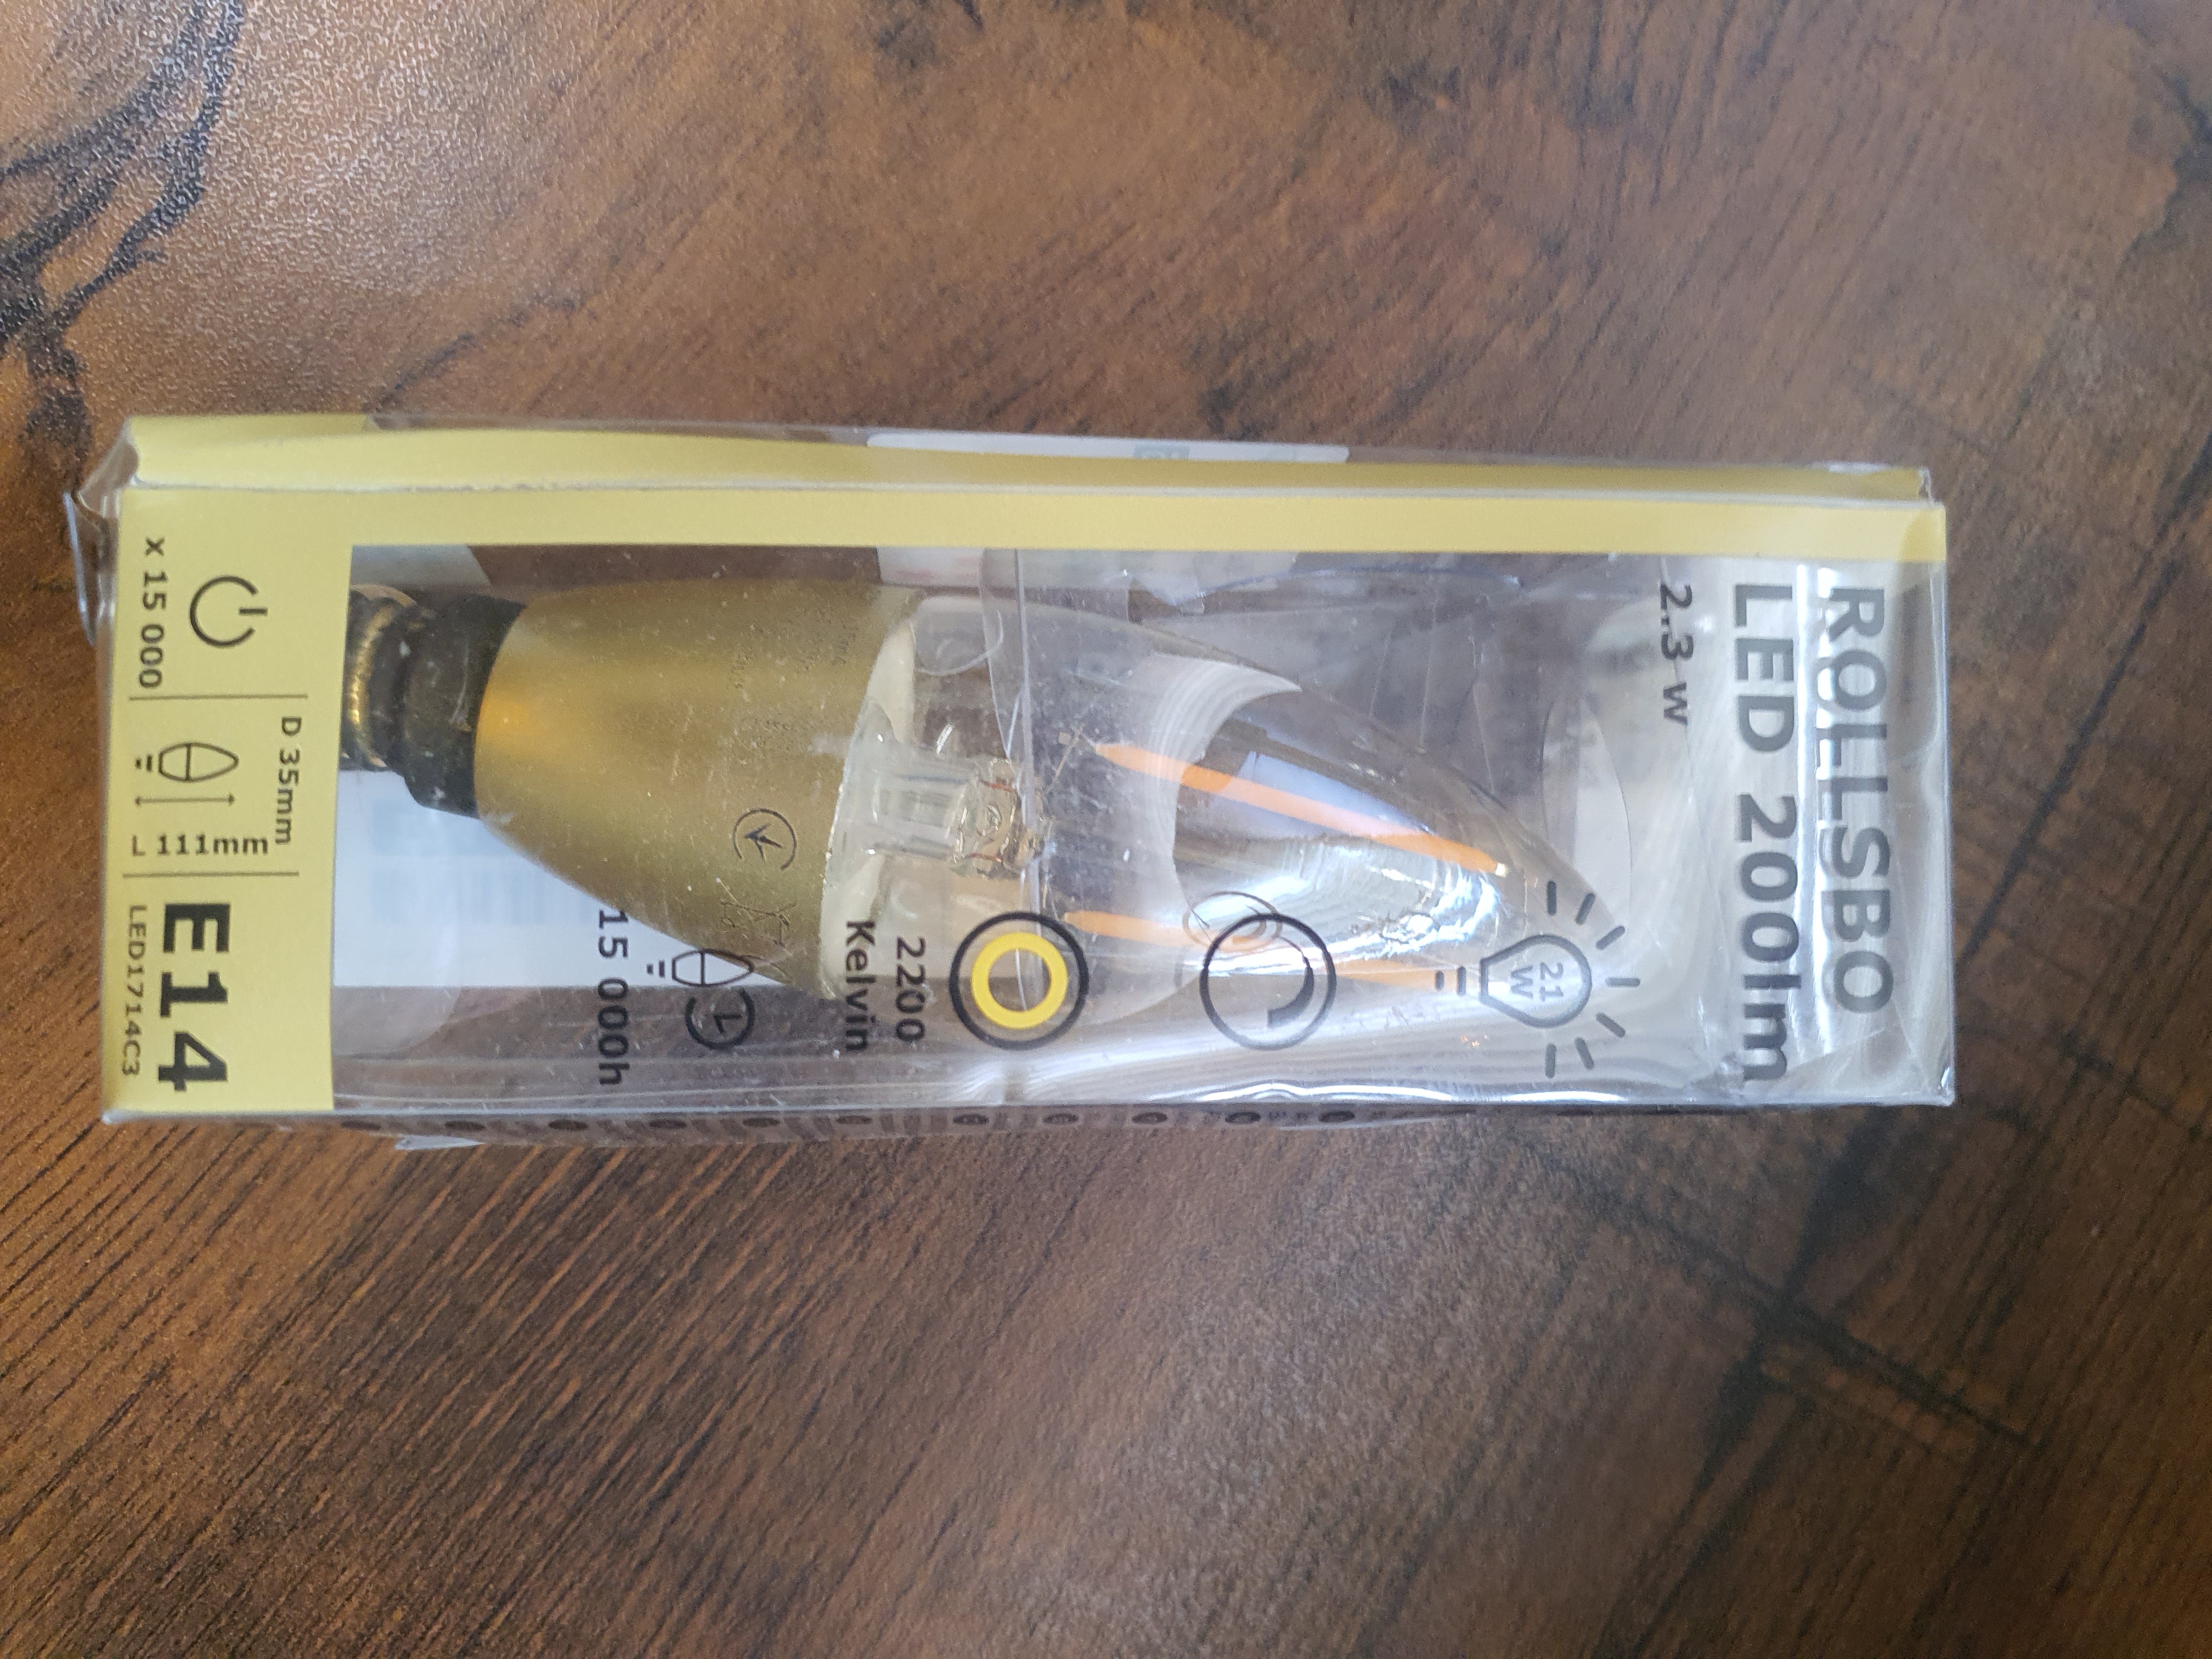 ROLLSBO
LED 200lm
2.3 W
21
W
2200
Kelvin
15 000h
x 15 000
D 35mm
L 111mm
E14
LED1714C3